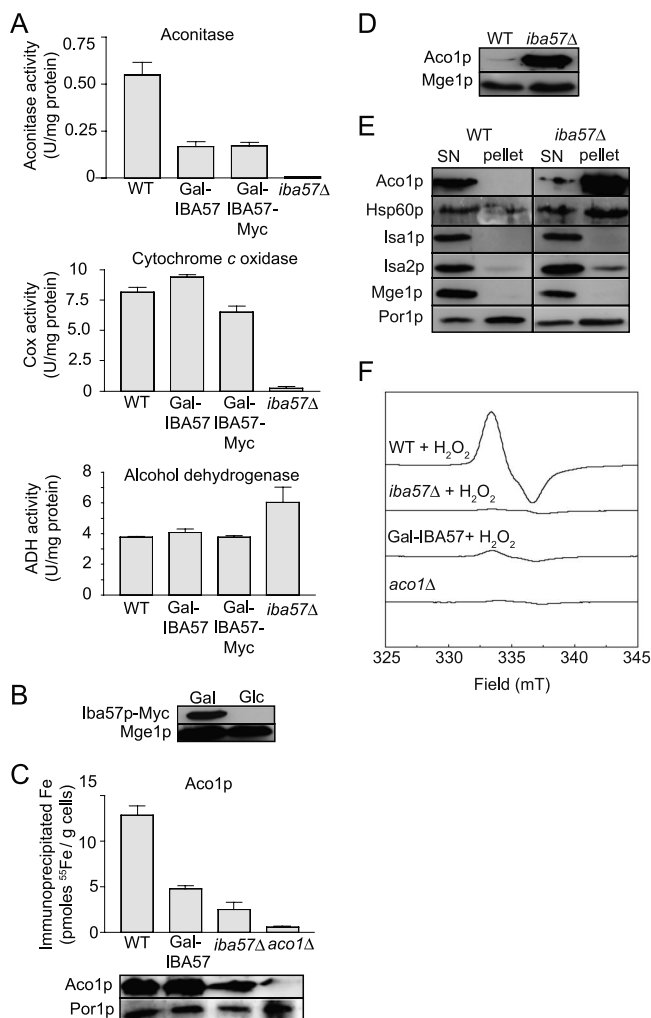 A
Aconitase
Aconitase activity
(U/mg protein)
0.75
0.25
0
WT
Gal-
IBA57
Gal-
IBA57-
Myc
iba57Δ
Cytochrome c oxidase
Cox activity
(U/mg protein)
10
7.5
5.0
2.5
0
WT
Gal-
IBA57
Gal-
IBA57-
Myc
iba57Δ
Alcohol dehydrogenase
ADH activity
(U/mg protein)
8
6
4
2
0
WT
Gal-
IBA57
Gal-
IBA57-
Myc
iba57Δ
B
Gal Glc
Iba57p-Myc
Mge1p
C
Aco1p
Immunoprecipitated Fe
(pmoles ⁵⁵Fe / g cells)
15
10
5
0
WT
Gal-
IBA57
iba57Δ
aco1Δ
Aco1p
Por1p
D
WT iba57Δ
Aco1p
Mge1p
E
WT iba57Δ
SN pellet SN pellet
Aco1p
Hsp60p
Isa1p
Isa2p
Mge1p
Por1p
F
WT + H₂O₂
iba57Δ + H₂O₂
Gal-IBA57+ H₂O₂
aco1Δ
325 330 335 340 345
Field (mT)